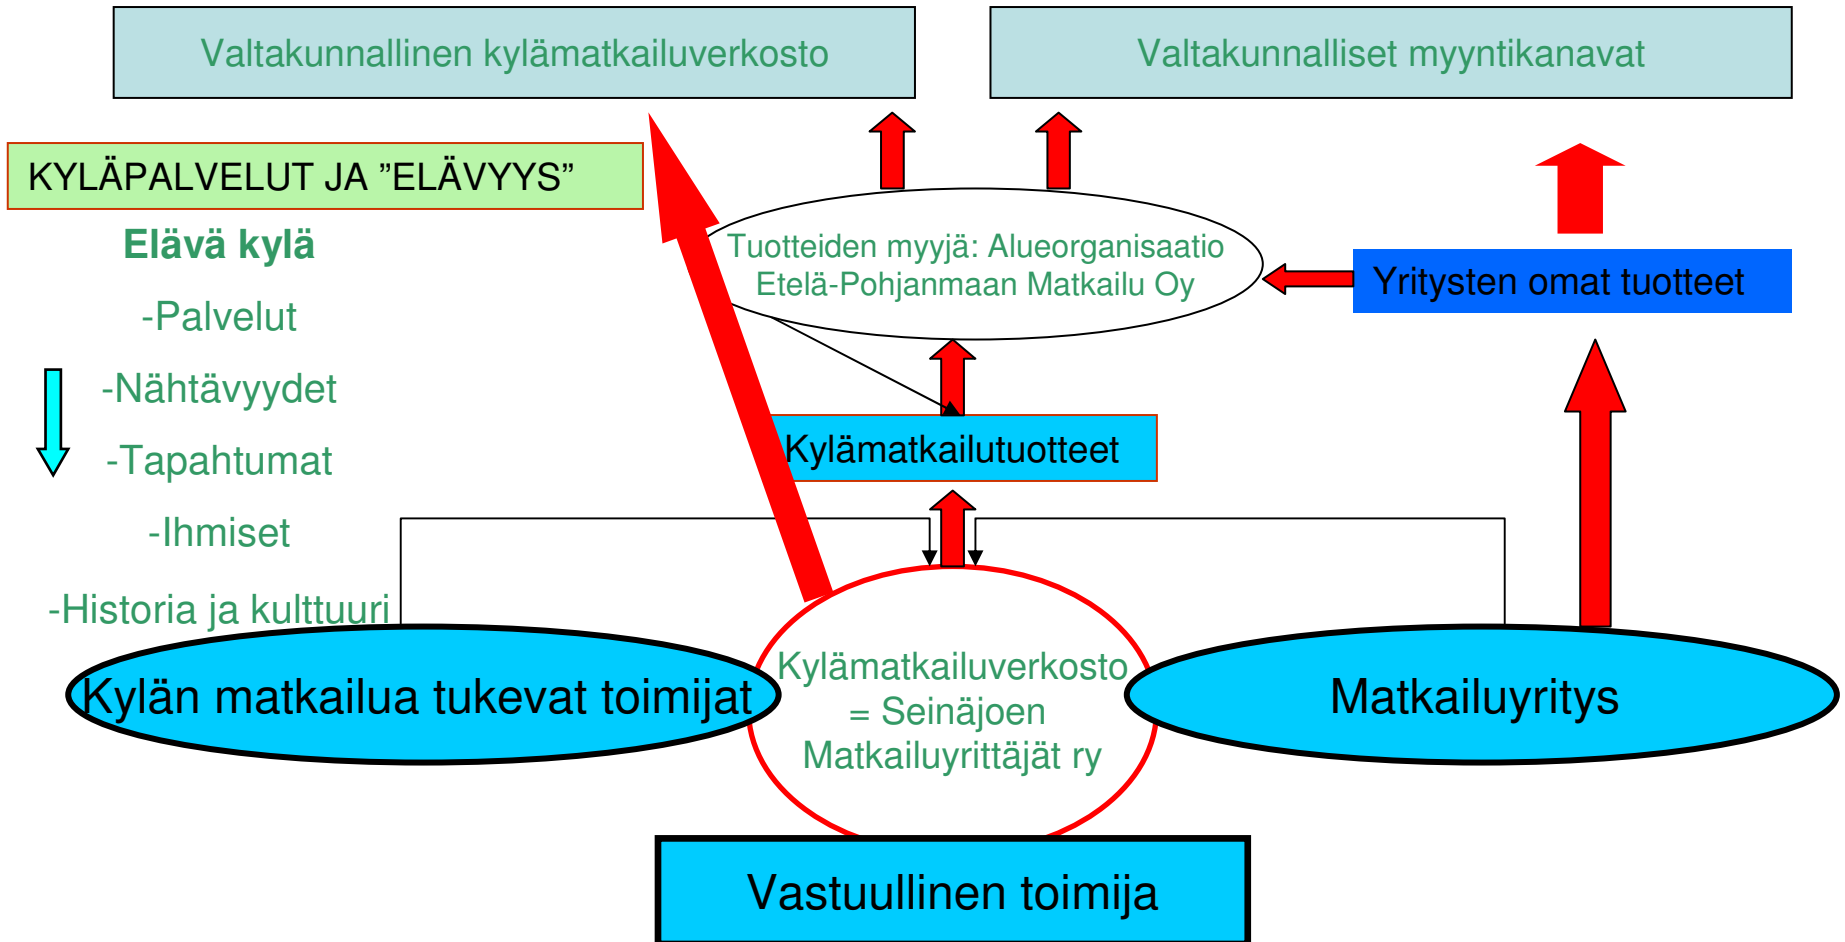 Valtakunnallinen kylämatkailuverkosto
Valtakunnalliset myyntikanavat
KYLÄPALVELUT JA ”ELÄVYYS”
Elävä kylä
-Palvelut
-Nähtävyydet
-Tapahtumat
-Ihmiset
-Historia ja kulttuuri
Tuotteiden myyjä: Alueorganisaatio
Etelä-Pohjanmaan Matkailu Oy
Yritysten omat tuotteet
Kylämatkailutuotteet
Kylän matkailua tukevat toimijat
Kylämatkailuverkosto
= Seinäjoen
Matkailuyrittäjät ry
Matkailuyritys
Vastuullinen toimija